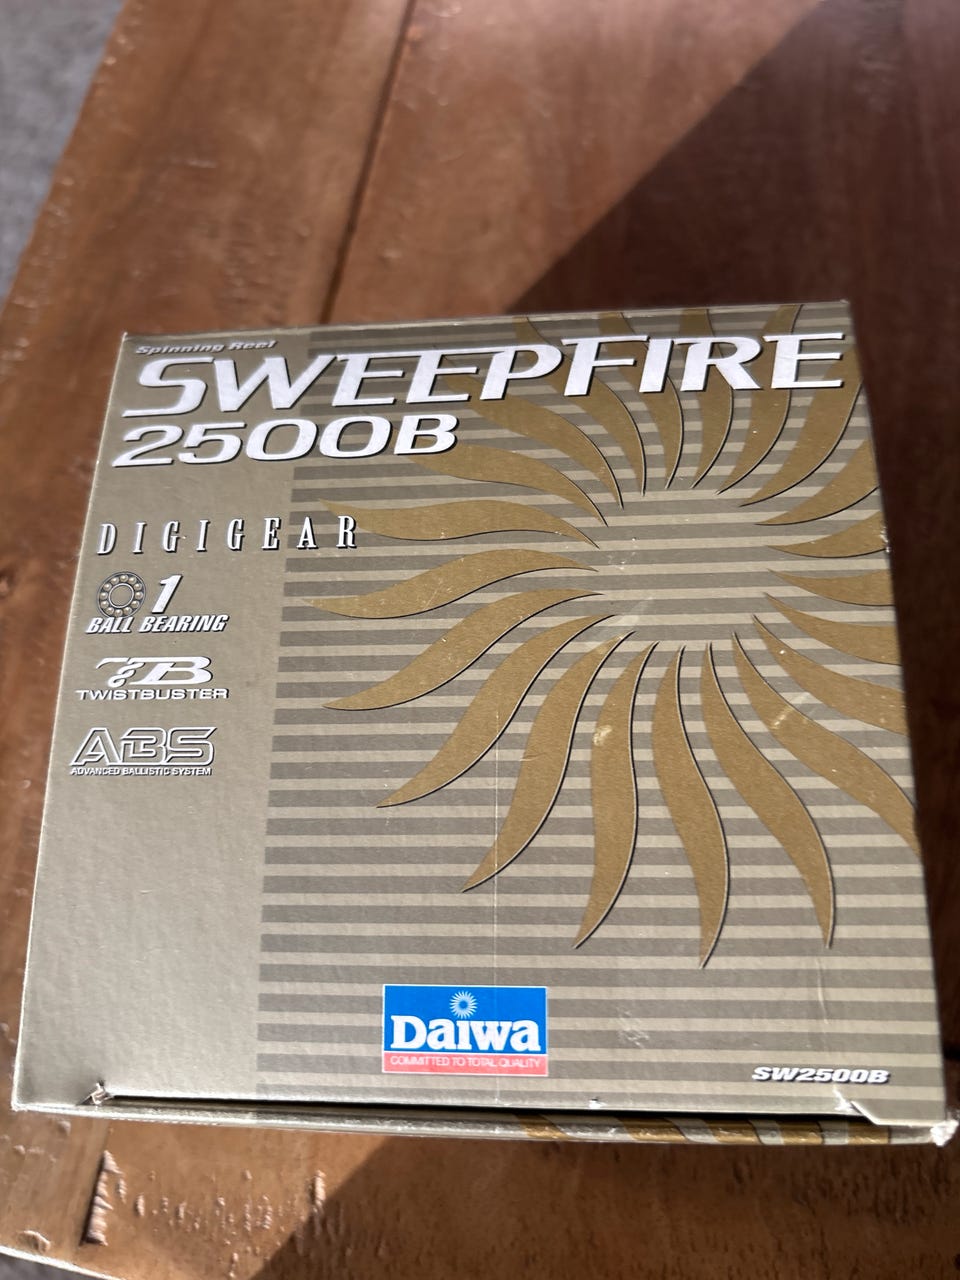 Spinning Reel
SWEEPFIRE
2500B
DIGIGEAR
1
BALL BEARING
TB
TWISTBUSTER
ABS
ADVANCED BALLISTIC SYSTEM
Daiwa
COMMITTED TO TOTAL QUALITY
SW2500B